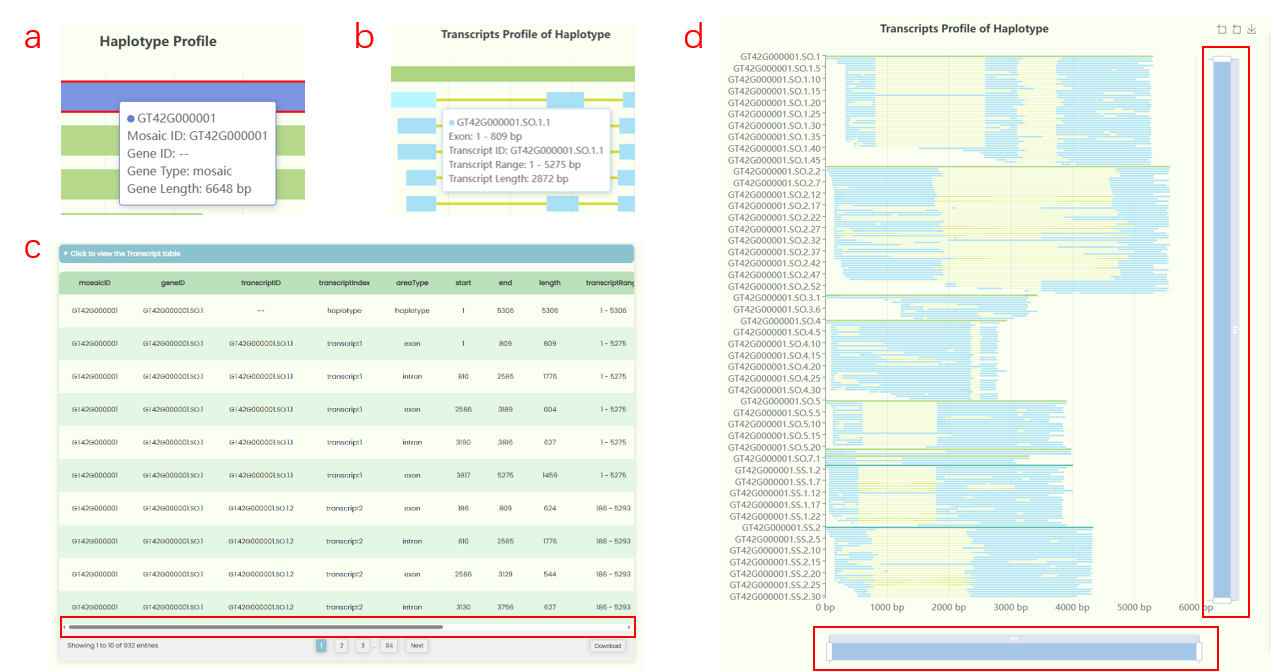 a
Haplotype Profile
GT42G000001
Mosaic ID: GT42G000001
Gene ID: --
Gene Type: mosaic
Gene Length: 6648 bp
b
Transcripts Profile of Haplotype
GT42G000001.SO.1.1
Exon: 1 - 809 bp
Transcript ID: GT42G000001.SO.1.1
Transcript Range: 1 - 5275 bp
Transcript Length: 2872 bp
c
▼ Click to view the Transcript table
mosaicID geneID transcriptID transcriptIndex areaType start end length transcriptRang
GT42G000001 GT42G000001.SO.1 -- haplotype haplotype 1 5306 5306 1 - 5306
GT42G000001 GT42G000001.SO.1 GT42G000001.SO.1.1 transcript1 exon 1 809 809 1 - 5275
GT42G000001 GT42G000001.SO.1 GT42G000001.SO.1.1 transcript1 intron 810 2585 1776 1 - 5275
GT42G000001 GT42G000001.SO.1 GT42G000001.SO.1.1 transcript1 exon 2586 3189 604 1 - 5275
GT42G000001 GT42G000001.SO.1 GT42G000001.SO.1.1 transcript1 intron 3190 3816 627 1 - 5275
GT42G000001 GT42G000001.SO.1 GT42G000001.SO.1.1 transcript1 exon 3817 5275 1459 1 - 5275
GT42G000001 GT42G000001.SO.1 GT42G000001.SO.1.2 transcript2 exon 186 809 624 186 - 5293
GT42G000001 GT42G000001.SO.1 GT42G000001.SO.1.2 transcript2 intron 810 2585 1776 186 - 5293
GT42G000001 GT42G000001.SO.1 GT42G000001.SO.1.2 transcript2 exon 2586 3129 544 186 - 5293
GT42G000001 GT42G000001.SO.1 GT42G000001.SO.1.2 transcript2 intron 3130 3756 627 186 - 5293
Showing 1 to 10 of 932 entries 1 2 3 ... 94 Next Download
d
Transcripts Profile of Haplotype
GT42G000001.SO.1
GT42G000001.SO.1.5
GT42G000001.SO.1.10
GT42G000001.SO.1.15
GT42G000001.SO.1.20
GT42G000001.SO.1.25
GT42G000001.SO.1.30
GT42G000001.SO.1.35
GT42G000001.SO.1.40
GT42G000001.SO.1.45
GT42G000001.SO.2.2
GT42G000001.SO.2.7
GT42G000001.SO.2.12
GT42G000001.SO.2.17
GT42G000001.SO.2.22
GT42G000001.SO.2.27
GT42G000001.SO.2.32
GT42G000001.SO.2.37
GT42G000001.SO.2.42
GT42G000001.SO.2.47
GT42G000001.SO.2.52
GT42G000001.SO.3.1
GT42G000001.SO.3.6
GT42G000001.SO.4
GT42G000001.SO.4.5
GT42G000001.SO.4.10
GT42G000001.SO.4.15
GT42G000001.SO.4.20
GT42G000001.SO.4.25
GT42G000001.SO.4.30
GT42G000001.SO.5
GT42G000001.SO.5.5
GT42G000001.SO.5.10
GT42G000001.SO.5.15
GT42G000001.SO.5.20
GT42G000001.SO.7.1
GT42G000001.SS.1.2
GT42G000001.SS.1.7
GT42G000001.SS.1.12
GT42G000001.SS.1.17
GT42G000001.SS.1.22
GT42G000001.SS.2
GT42G000001.SS.2.5
GT42G000001.SS.2.10
GT42G000001.SS.2.15
GT42G000001.SS.2.20
GT42G000001.SS.2.25
GT42G000001.SS.2.30
0 bp 1000 bp 2000 bp 3000 bp 4000 bp 5000 bp 6000 bp